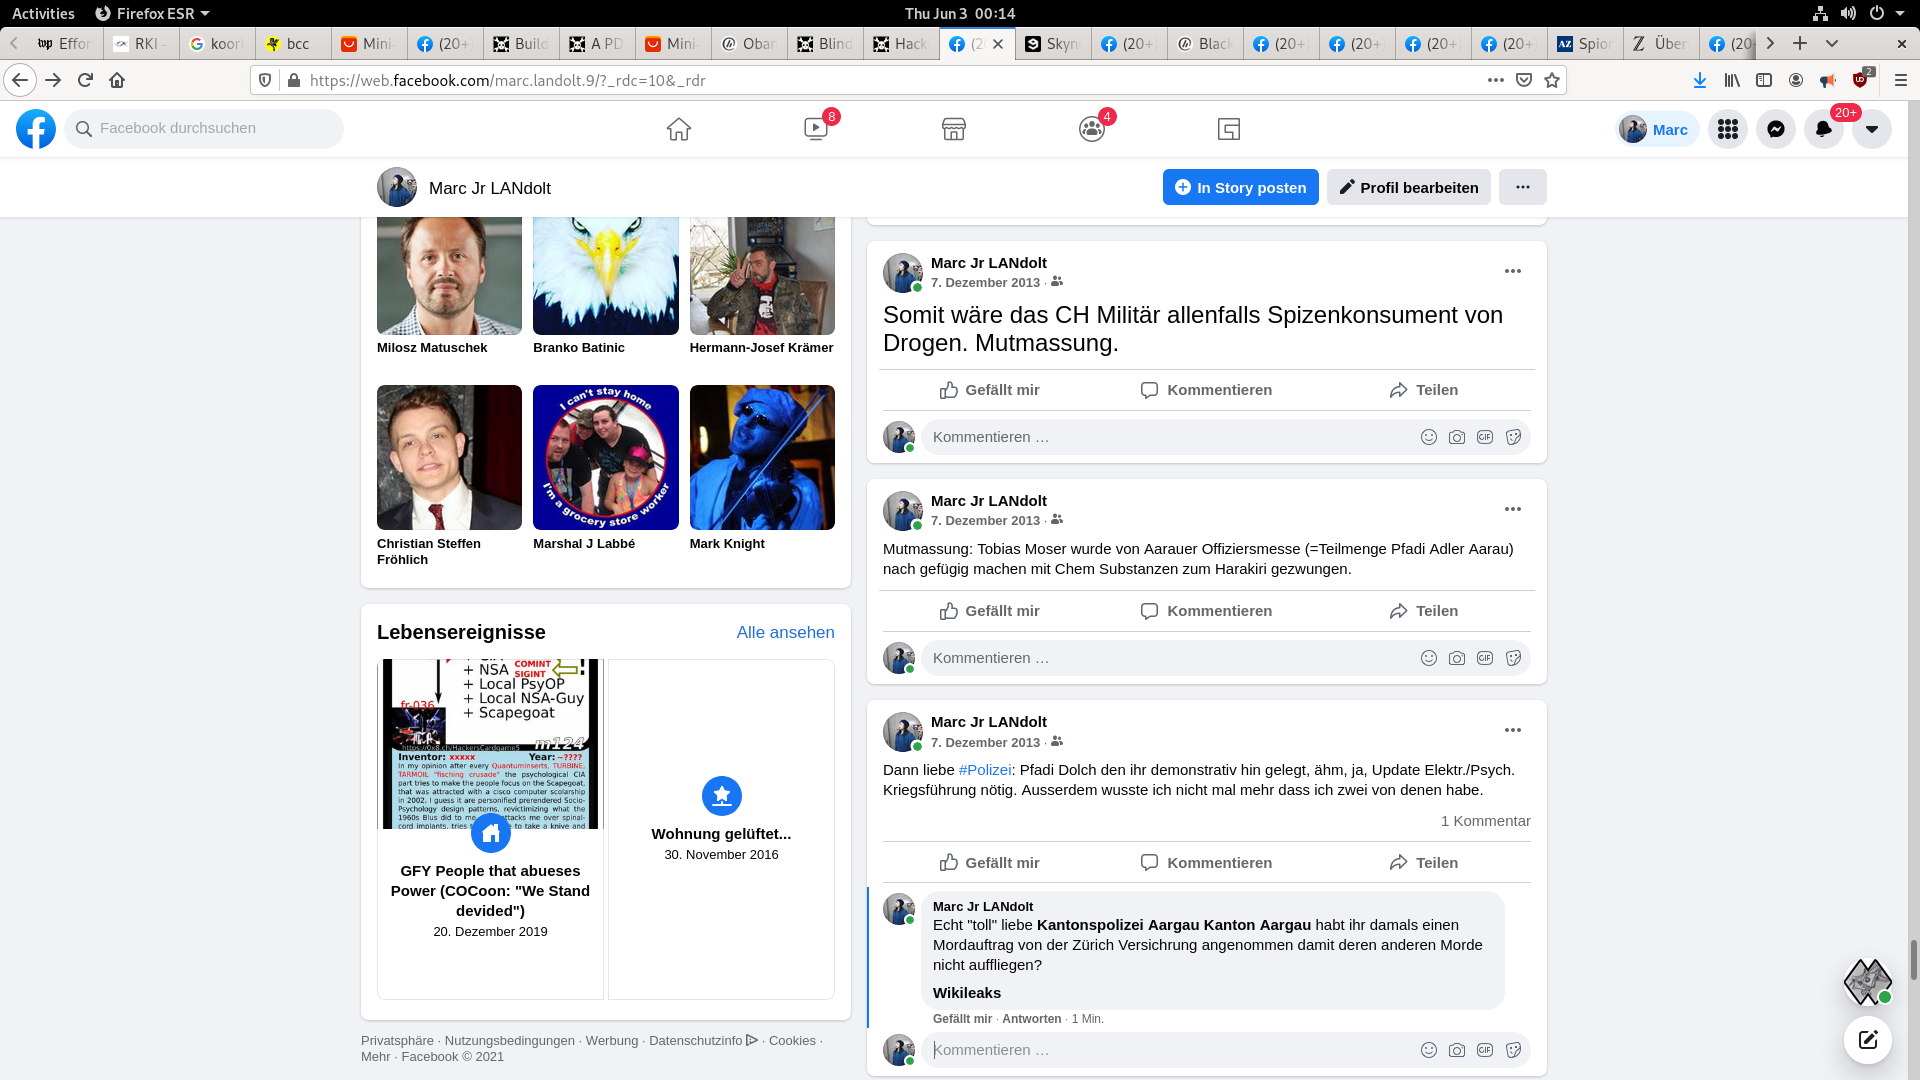 Activities Firefox ESR Thu Jun 3 00:14
Effor RKI - koor bcc Mini- (20+ Build A PD Mini- Obar Blind Hack (2 Skyn (20+ Black (20+ (20+ (20+ (20+ Spior Über (20+
https://web.facebook.com/marc.landolt.9/?_rdc=10&_rdr 2
Facebook durchsuchen 8 4 Marc 20+
Marc Jr LANdolt In Story posten Profil bearbeiten
Milosz Matuschek Branko Batinic Hermann-Josef Krämer
I can't stay home
I'm a grocery store worker
Christian Steffen Fröhlich Marshal J Labbé Mark Knight
Lebensereignisse Alle ansehen
+ NSA COMINT SIGINT !
+ Local PsyOP
+ Local NSA-Guy
+ Scapegoat
fr-036
https://0x8.ch/HackersCardgame5 m124
Inventor: xxxxx Year: ~????
In my opinion after every QuantumInserts, TURBINE,
TARMOIL "fisching crusade" the psychological CIA
part tries to make the people focus on the Scapegoat,
that was attracted with a cisco computer scolarship
in 2002. I guess it are personified prerendered Socio-
Psychology design patterns, revictimizing what the
1960s Blus did to me attacks me over spinal-
cord implants, tries to take a knive and
GFY People that abueses
Power (COCoon: "We Stand
devided")
20. Dezember 2019
Wohnung gelüftet...
30. November 2016
Privatsphäre · Nutzungsbedingungen · Werbung · Datenschutzinfo · Cookies ·
Mehr · Facebook © 2021
Marc Jr LANdolt
7. Dezember 2013 ·
Somit wäre das CH Militär allenfalls Spizenkonsument von
Drogen. Mutmassung.
Gefällt mir Kommentieren Teilen
Kommentieren … GIF
Marc Jr LANdolt
7. Dezember 2013 ·
Mutmassung: Tobias Moser wurde von Aarauer Offiziersmesse (=Teilmenge Pfadi Adler Aarau)
nach gefügig machen mit Chem Substanzen zum Harakiri gezwungen.
Gefällt mir Kommentieren Teilen
Kommentieren … GIF
Marc Jr LANdolt
7. Dezember 2013 ·
Dann liebe #Polizei: Pfadi Dolch den ihr demonstrativ hin gelegt, ähm, ja, Update Elektr./Psych.
Kriegsführung nötig. Ausserdem wusste ich nicht mal mehr dass ich zwei von denen habe.
1 Kommentar
Gefällt mir Kommentieren Teilen
Marc Jr LANdolt
Echt "toll" liebe Kantonspolizei Aargau Kanton Aargau habt ihr damals einen
Mordauftrag von der Zürich Versichrung angenommen damit deren anderen Morde
nicht auffliegen?
Wikileaks
Gefällt mir · Antworten · 1 Min.
Kommentieren … GIF